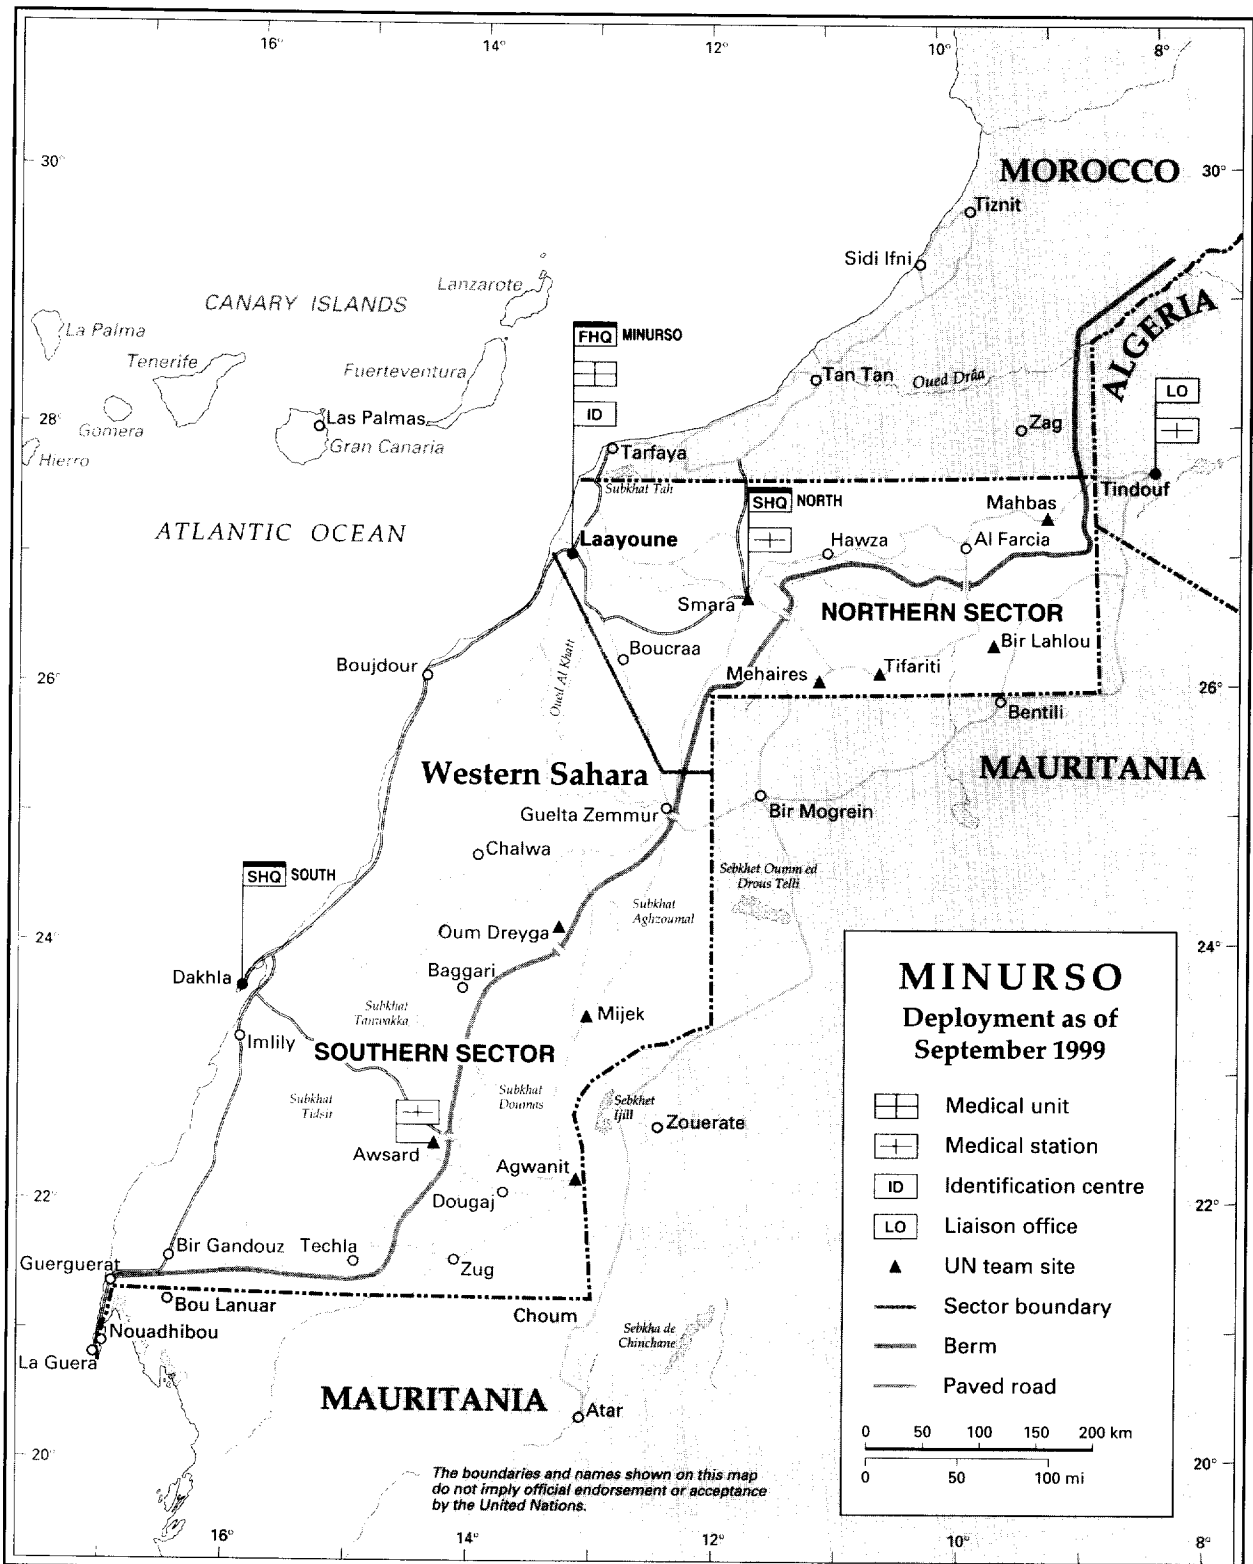 16°
14°
12°
10°
8°
30°
MOROCCO
30°
Tiznit
Sidi Ifni
CANARY ISLANDS
Lanzarote
La Palma
Tenerife
Fuerteventura
Gomera
Las Palmas
Gran Canaria
Hierro
28°
FHQ MINURSO
ID
Tan Tan
Oued Drâa
ALGERIA
LO
Zag
Tarfaya
Subkhat Tah
Tindouf
SHQ NORTH
Mahbas
ATLANTIC OCEAN
Laayoune
Hawza
Al Farcia
Smara
NORTHERN SECTOR
Boucraa
Bir Lahlou
Boujdour
Oued Al Khatt
Mehaires
Tifariti
26°
26°
Bentili
Western Sahara
MAURITANIA
Guelta Zemmur
Bir Mogrein
Chalwa
SHQ SOUTH
Sebkhet Oumm ed
Drous Telli
Subkhat
Aghzoumal
24°
Oum Dreyga
24°
Dakhla
Baggari
Subkhat
Tanwakka
Mijek
Imlily
SOUTHERN SECTOR
Subkhat
Tidsit
Subkhat
Doumas
Sebkhet
Ijill
Zouerate
Awsard
Agwanit
22°
Dougaj
22°
Bir Gandouz
Techla
Guerguerat
Zug
Bou Lanuar
Choum
Nouadhibou
La Guera
Sebkha de
Chinchane
MAURITANIA
Atar
20°
20°
The boundaries and names shown on this map
do not imply official endorsement or acceptance
by the United Nations.
16°
14°
12°
10°
8°
MINURSO
Deployment as of
September 1999
Medical unit
Medical station
ID Identification centre
LO Liaison office
UN team site
Sector boundary
Berm
Paved road
0 50 100 150 200 km
0 50 100 mi